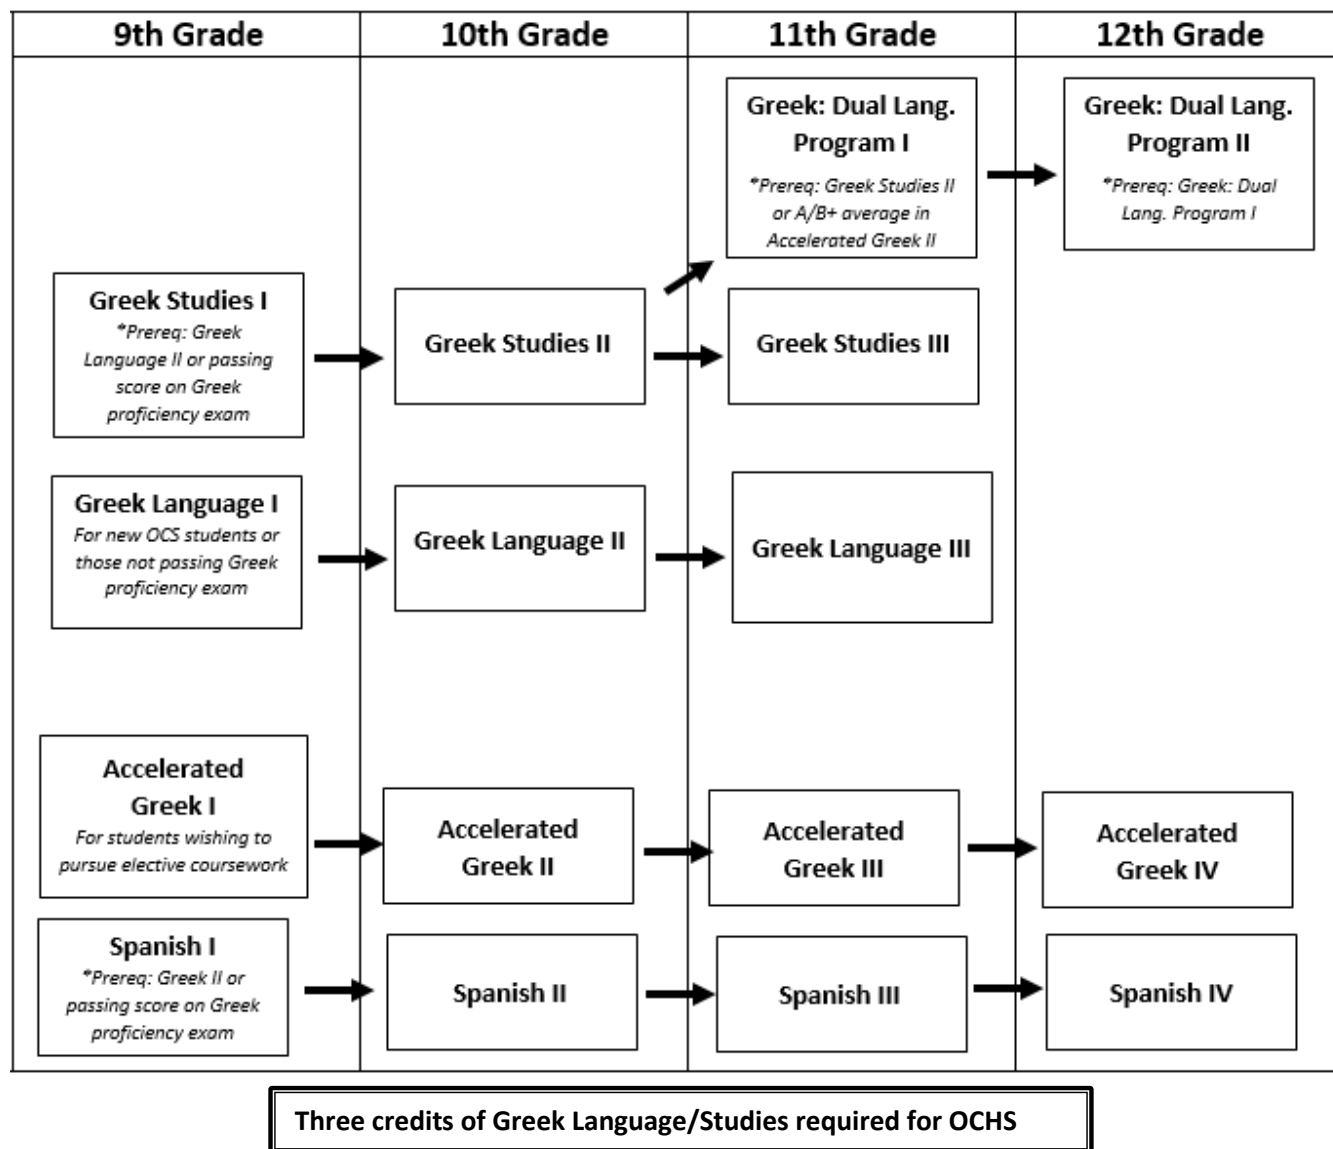 9th Grade
10th Grade
11th Grade
12th Grade
Greek: Dual Lang.
Program I
*Prereq: Greek Studies II
or A/B+ average in
Accelerated Greek II
Greek: Dual Lang.
Program II
*Prereq: Greek: Dual
Lang. Program I
Greek Studies I
*Prereq: Greek
Language II or passing
score on Greek
proficiency exam
Greek Studies II
Greek Studies III
Greek Language I
For new OCS students or
those not passing Greek
proficiency exam
Greek Language II
Greek Language III
Accelerated
Greek I
For students wishing to
pursue elective coursework
Accelerated
Greek II
Accelerated
Greek III
Accelerated
Greek IV
Spanish I
*Prereq: Greek II or
passing score on Greek
proficiency exam
Spanish II
Spanish III
Spanish IV
Three credits of Greek Language/Studies required for OCHS